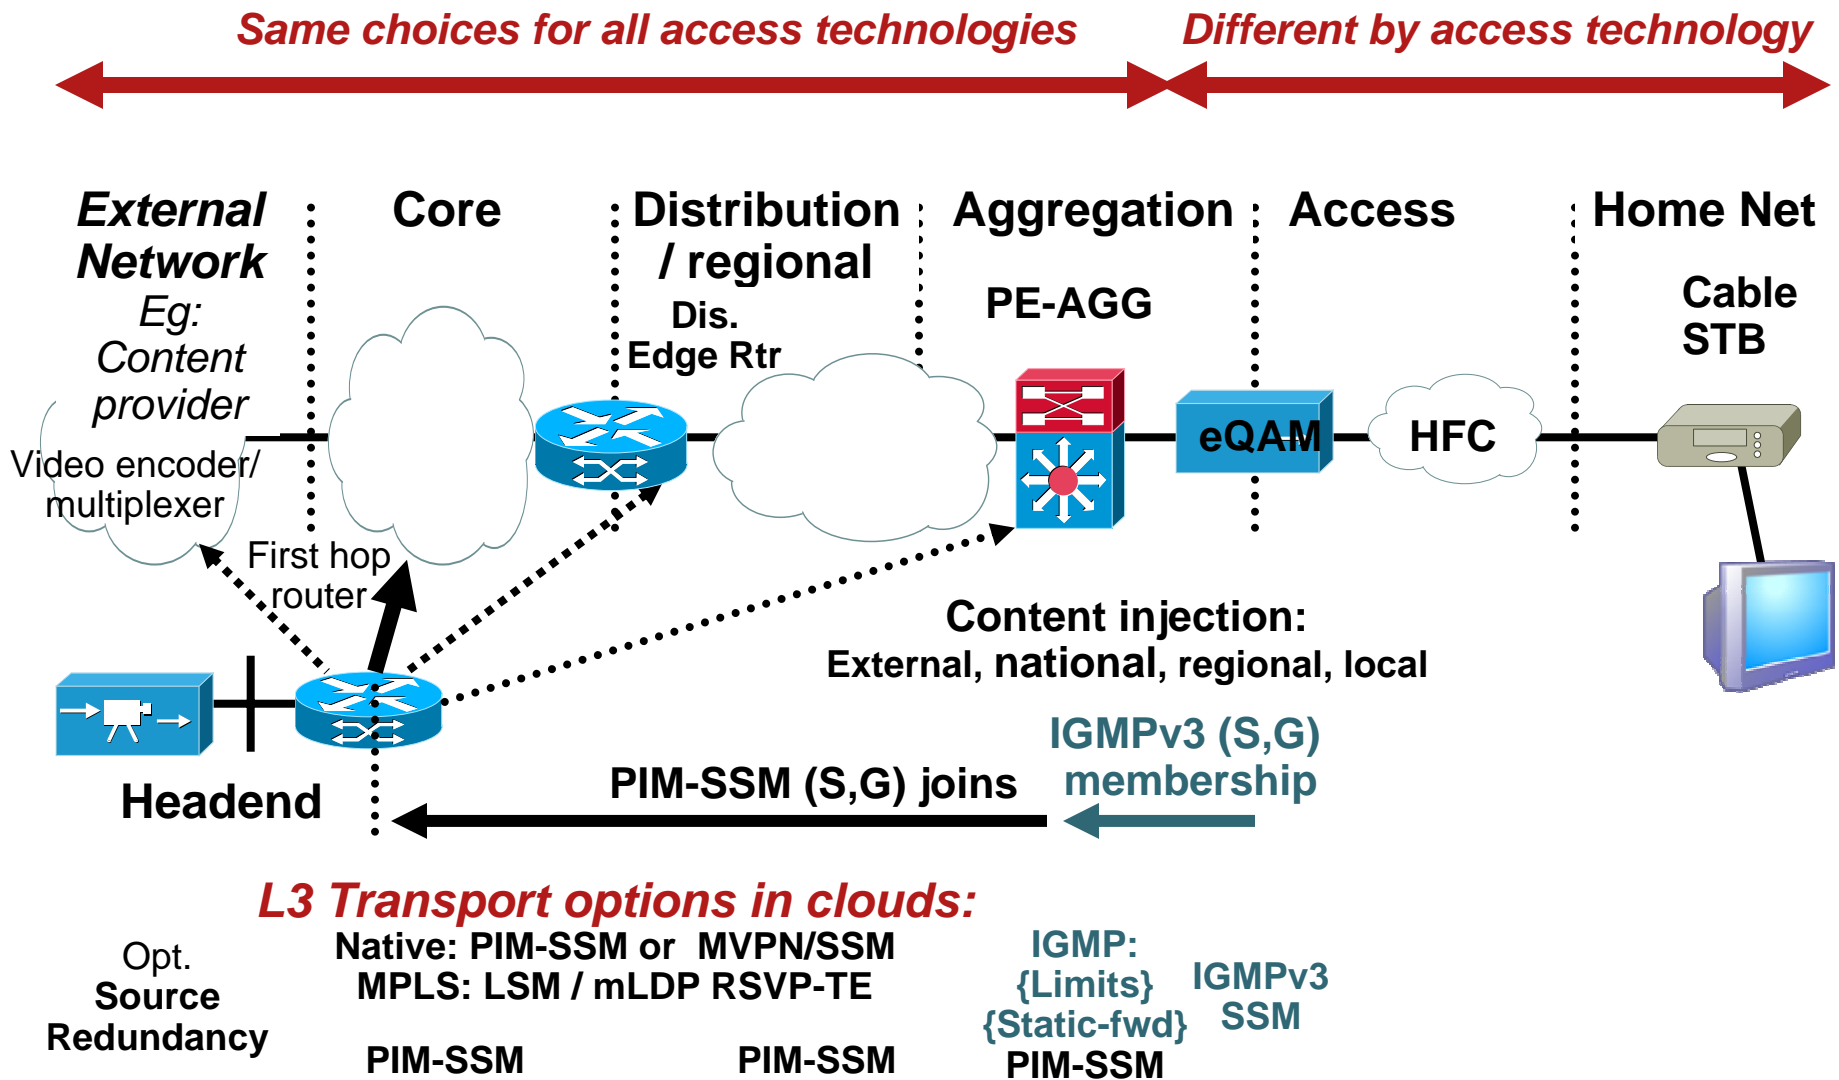 Same choices for all access technologies
Different by access technology
External
Network
Eg:
Content
provider
Video encoder/
multiplexer
Core
Distribution
/ regional
Dis.
Edge Rtr
Aggregation
PE-AGG
Access
Home Net
Cable
STB
eQAM
HFC
First hop
router
Content injection:
External, national, regional, local
Headend
PIM-SSM (S,G) joins
IGMPv3 (S,G)
membership
L3 Transport options in clouds:
Native: PIM-SSM or MVPN/SSM
MPLS: LSM / mLDP RSVP-TE
Opt.
Source
Redundancy
PIM-SSM
PIM-SSM
IGMP:
{Limits}
{Static-fwd}
PIM-SSM
IGMPv3
SSM